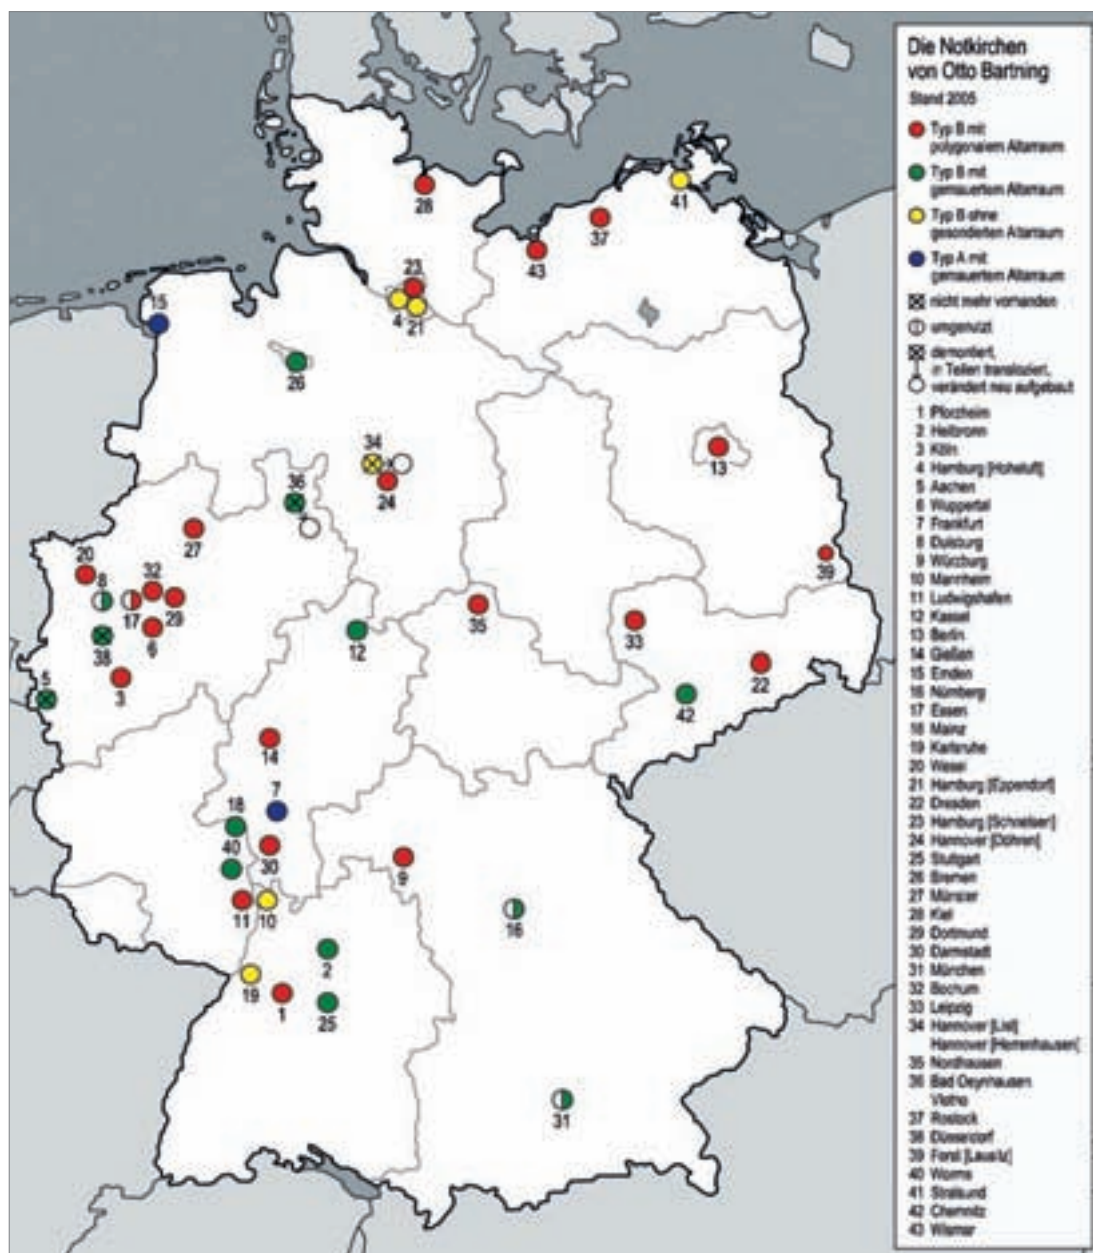 Die Notkirchen
von Otto Bartning
Stand 2005
Typ B mit
polygonalem Altarraum
Typ B mit
gemauertem Altarraum
Typ B ohne
gesonderten Altarraum
Typ A mit
gemauertem Altarraum
nicht mehr vorhanden
umgenutzt
demontiert,
in Teilen transloziert,
verändert neu aufgebaut
1 Pforzheim
2 Heilbronn
3 Köln
4 Hamburg [Hoheluft]
5 Aachen
6 Wuppertal
7 Frankfurt
8 Duisburg
9 Würzburg
10 Mannheim
11 Ludwigshafen
12 Kassel
13 Berlin
14 Gießen
15 Emden
16 Nürnberg
17 Essen
18 Mainz
19 Karlsruhe
20 Wesel
21 Hamburg [Eppendorf]
22 Dresden
23 Hamburg [Schnelsen]
24 Hannover [Döhren]
25 Stuttgart
26 Bremen
27 Münster
28 Kiel
29 Dortmund
30 Darmstadt
31 München
32 Bochum
33 Leipzig
34 Hannover [List]
Hannover [Herrenhausen]
35 Nordhausen
36 Bad Oeynhausen
Vlotho
37 Rostock
38 Düsseldorf
39 Forst [Lausitz]
40 Worms
41 Stralsund
42 Chemnitz
43 Wismar
28
41
37
43
23
4
21
15
26
34
24
36
13
27
39
20
8
32
17
29
6
38
35
33
12
5
3
22
42
14
7
18
40
30
9
11
10
16
2
19
1
25
31